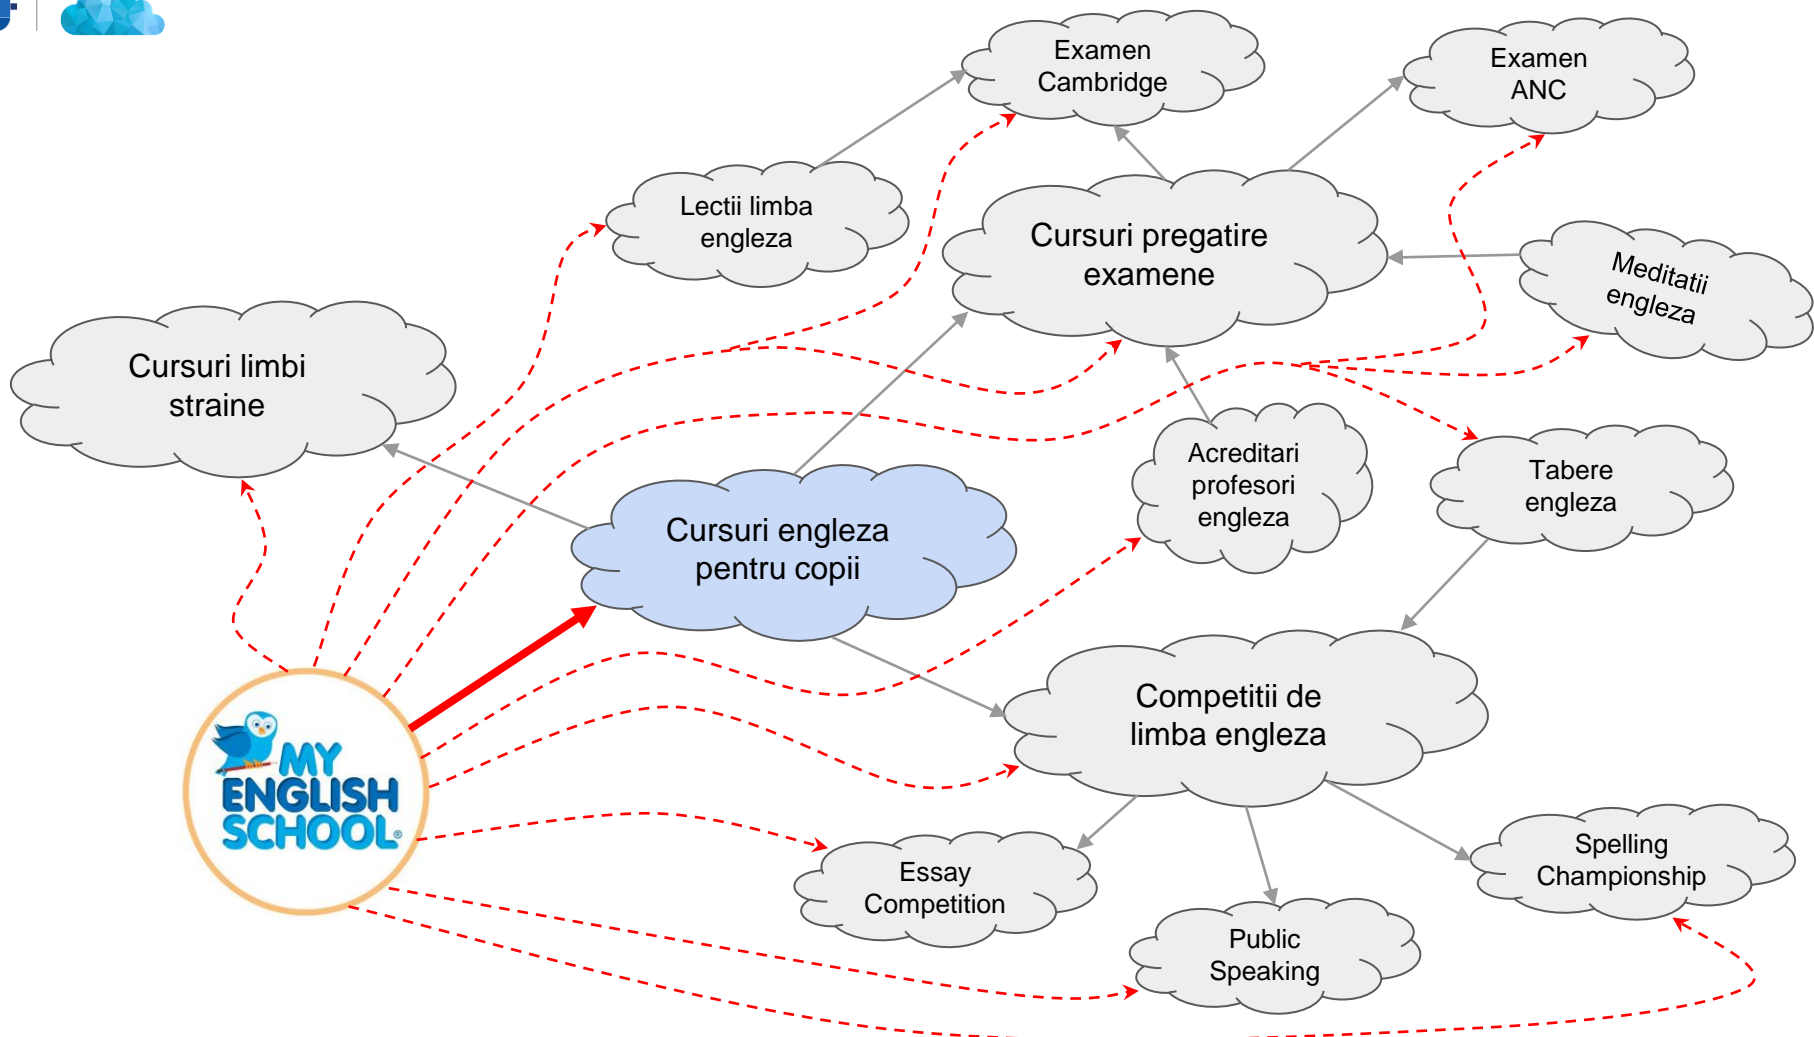 Examen
Cambridge
Examen
ANC
Lectii limba
engleza
Cursuri pregatire
examene
Meditatii
engleza
Cursuri limbi
straine
Acreditari
profesori
engleza
Tabere
engleza
Cursuri engleza
pentru copii
Competitii de
limba engleza
MY
ENGLISH
SCHOOL®
Essay
Competition
Spelling
Championship
Public
Speaking